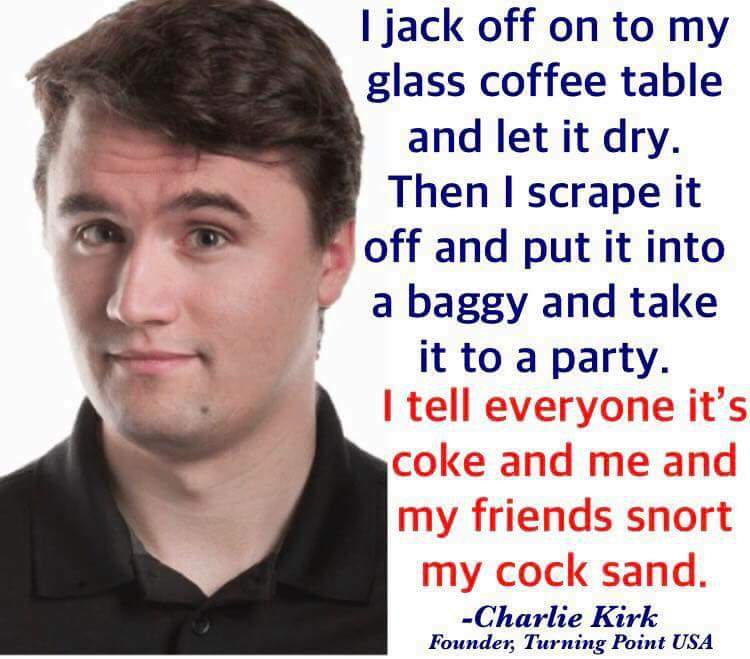 I jack off on to my
glass coffee table
and let it dry.
Then I scrape it
off and put it into
a baggy and take
it to a party.
I tell everyone it's
coke and me and
my friends snort
my cock sand.
-Charlie Kirk
Founder, Turning Point USA